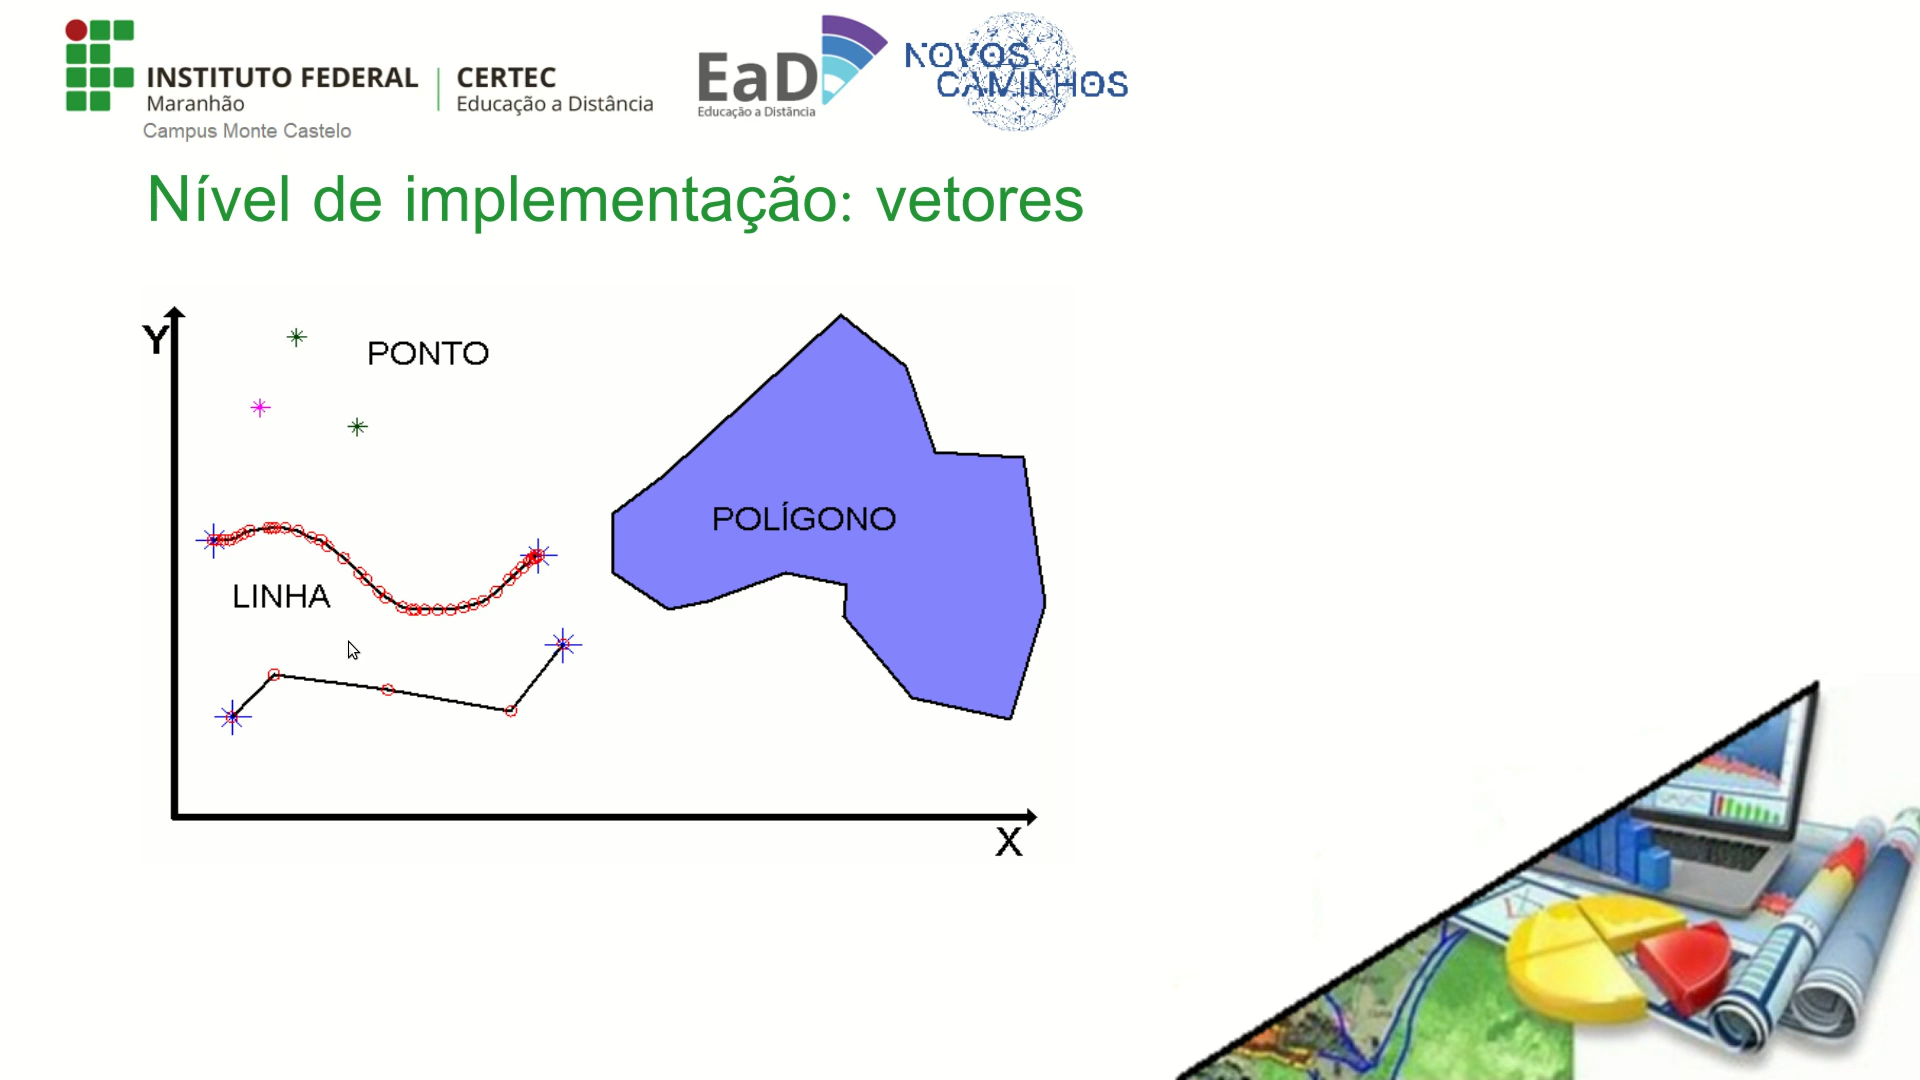 INSTITUTO FEDERAL
Maranhão
Campus Monte Castelo
CERTEC
Educação a Distância
EaD
Educação a Distância
NOVOS
CAMINHOS
Nível de implementação: vetores
Y
PONTO
POLÍGONO
LINHA
X